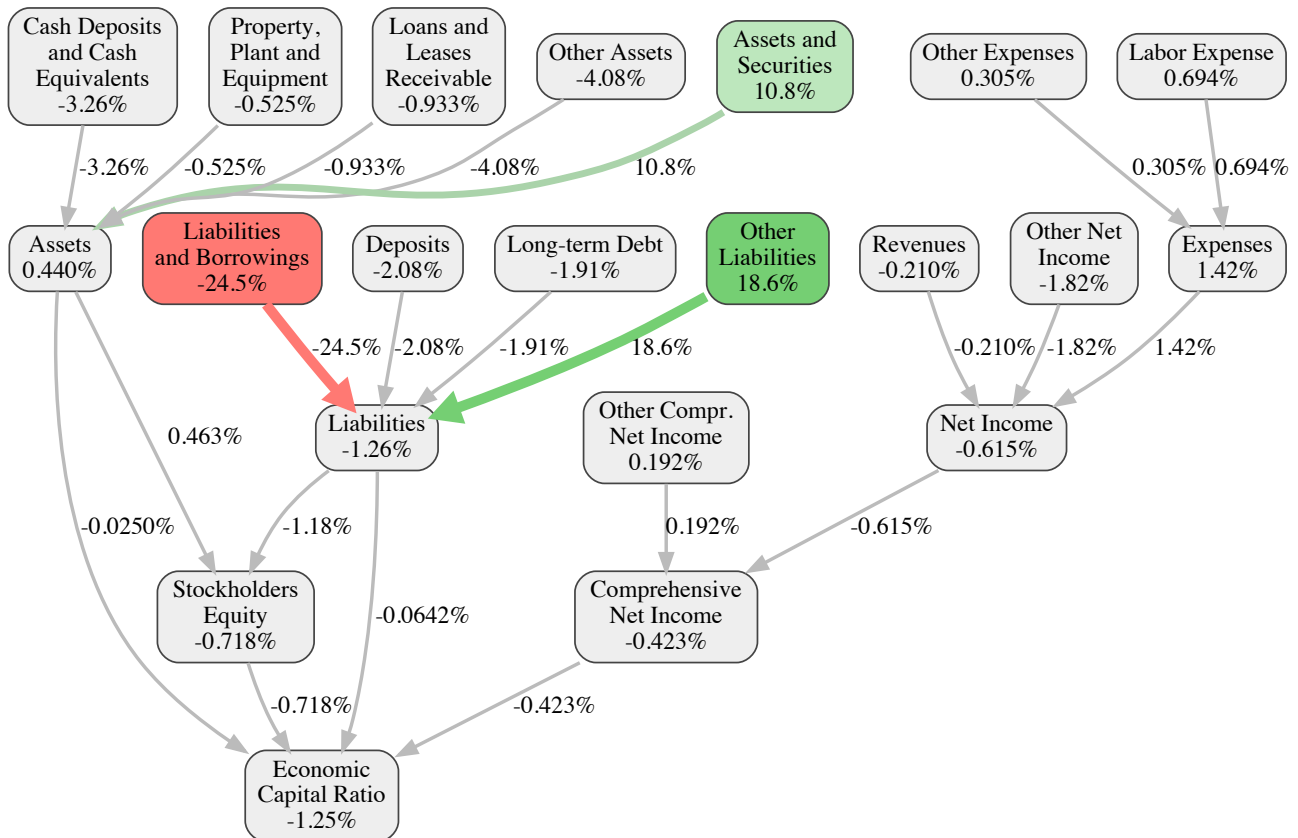 Cash Deposits
and Cash
Equivalents
-3.26%
Property,
Plant and
Equipment
-0.525%
Loans and
Leases
Receivable
-0.933%
Other Assets
-4.08%
Assets and
Securities
10.8%
Other Expenses
0.305%
Labor Expense
0.694%
-3.26%
-0.525%
-0.933%
-4.08%
10.8%
0.305%
0.694%
Assets
0.440%
Liabilities
and Borrowings
-24.5%
Deposits
-2.08%
Long-term Debt
-1.91%
Other
Liabilities
18.6%
Revenues
-0.210%
Other Net
Income
-1.82%
Expenses
1.42%
-24.5%
-2.08%
-1.91%
18.6%
-0.210%
-1.82%
1.42%
0.463%
Liabilities
-1.26%
Other Compr.
Net Income
0.192%
Net Income
-0.615%
-0.0250%
-1.18%
0.192%
-0.615%
Stockholders
Equity
-0.718%
-0.0642%
Comprehensive
Net Income
-0.423%
-0.718%
-0.423%
Economic
Capital Ratio
-1.25%